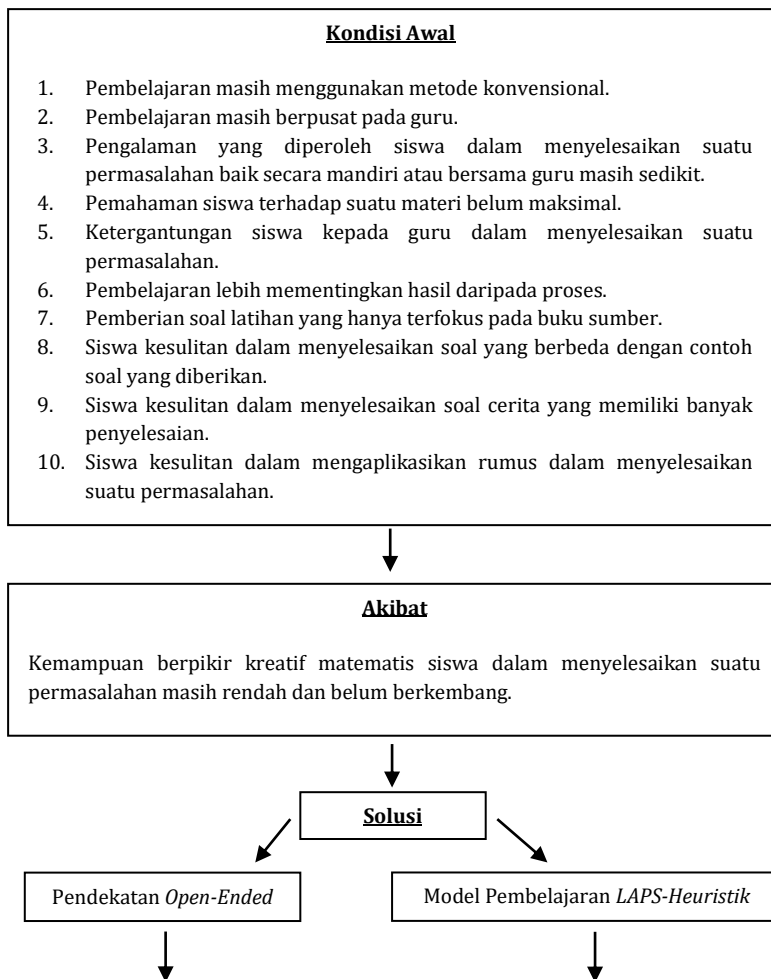 Kondisi Awal
1. Pembelajaran masih menggunakan metode konvensional.
2. Pembelajaran masih berpusat pada guru.
3. Pengalaman yang diperoleh siswa dalam menyelesaikan suatu
permasalahan baik secara mandiri atau bersama guru masih sedikit.
4. Pemahaman siswa terhadap suatu materi belum maksimal.
5. Ketergantungan siswa kepada guru dalam menyelesaikan suatu
permasalahan.
6. Pembelajaran lebih mementingkan hasil daripada proses.
7. Pemberian soal latihan yang hanya terfokus pada buku sumber.
8. Siswa kesulitan dalam menyelesaikan soal yang berbeda dengan contoh
soal yang diberikan.
9. Siswa kesulitan dalam menyelesaikan soal cerita yang memiliki banyak
penyelesaian.
10. Siswa kesulitan dalam mengaplikasikan rumus dalam menyelesaikan
suatu permasalahan.
Akibat
Kemampuan berpikir kreatif matematis siswa dalam menyelesaikan suatu
permasalahan masih rendah dan belum berkembang.
Solusi
Pendekatan Open-Ended
Model Pembelajaran LAPS-Heuristik